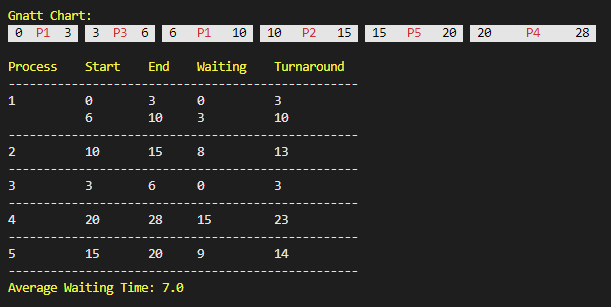 Gnatt Chart:
0 P1 3 3 P3 6 6 P1 10 10 P2 15 15 P5 20 20 P4 28
Process Start End Waiting Turnaround
--------------------------------------------------
1 0 3 0 3
6 10 3 10
--------------------------------------------------
2 10 15 8 13
--------------------------------------------------
3 3 6 0 3
--------------------------------------------------
4 20 28 15 23
--------------------------------------------------
5 15 20 9 14
--------------------------------------------------
Average Waiting Time: 7.0